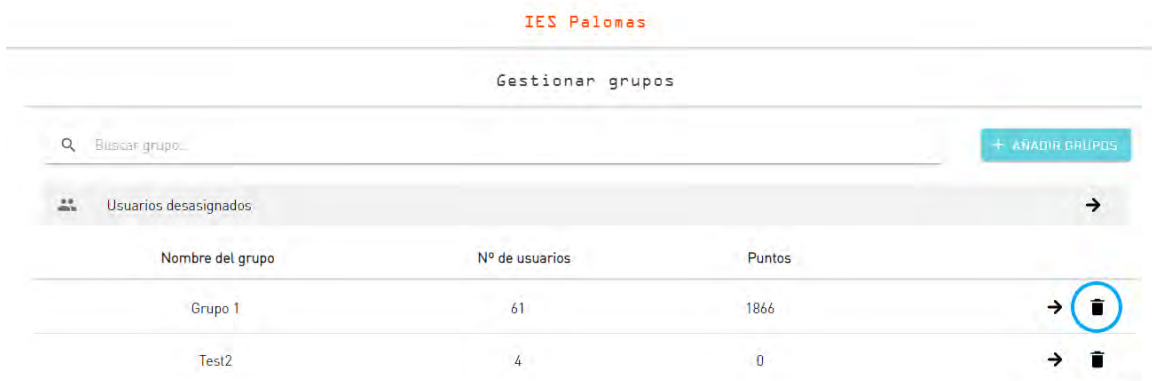 IES Palomas
Gestionar grupos
Buscar grupo...
+ AÑADIR GRUPOS
Usuarios desasignados
Nombre del grupo Nº de usuarios Puntos
Grupo 1 61 1866
Test2 4 0